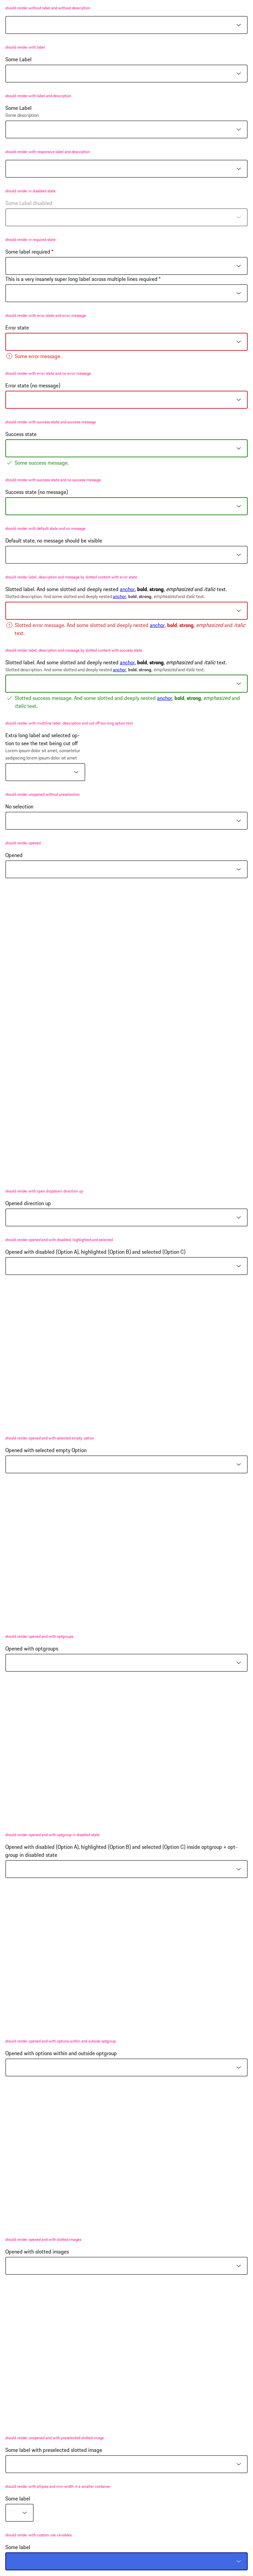 should render without label and without description
should render with label
Some Label
should render with label and description
Some Label
Some description
should render with responsive label and description
should render in disabled state
Some Label disabled
should render in required state
Some label required *
This is a very insanely super long label across multiple lines required *
should render with error state and error message
Error state
Some error message.
should render with error state and no error message
Error state (no message)
should render with success state and success message
Success state
Some success message.
should render with success state and no success message
Success state (no message)
should render with default state and no message
Default state, no message should be visible
should render label, description and message by slotted content with error state
Slotted label. And some slotted and deeply nested anchor, bold, strong, emphasized and italic text.
Slotted description. And some slotted and deeply nested anchor, bold, strong, emphasized and italic text.
Slotted error message. And some slotted and deeply nested anchor, bold, strong, emphasized and italic
text.
should render label, description and message by slotted content with success state
Slotted label. And some slotted and deeply nested anchor, bold, strong, emphasized and italic text.
Slotted description. And some slotted and deeply nested anchor, bold, strong, emphasized and italic text.
Slotted success message. And some slotted and deeply nested anchor, bold, strong, emphasized and
italic text.
should render with multiline label, description and cut off too long option text
Extra long label and selected op-
tion to see the text being cut off
Lorem ipsum dolor sit amet, consetetur
sadipscing lorem ipsum dolor sit amet
should render unopened without preselection
No selection
should render opened
Opened
should render with open dropdown direction up
Opened direction up
should render opened and with disabled, highlighted and selected
Opened with disabled (Option A), highlighted (Option B) and selected (Option C)
should render opened and with selected empty option
Opened with selected empty Option
should render opened and with optgroups
Opened with optgroups
should render opened and with optgroup in disabled state
Opened with disabled (Option A), highlighted (Option B) and selected (Option C) inside optgroup + opt-
group in disabled state
should render opened and with options within and outside optgroup
Opened with options within and outside optgroup
should render opened and with slotted images
Opened with slotted images
should render unopened and with preselected slotted image
Some label with preselected slotted image
should render with ellipsis and min-width in a smaller container
Some label
should render with custom css variables
Some label